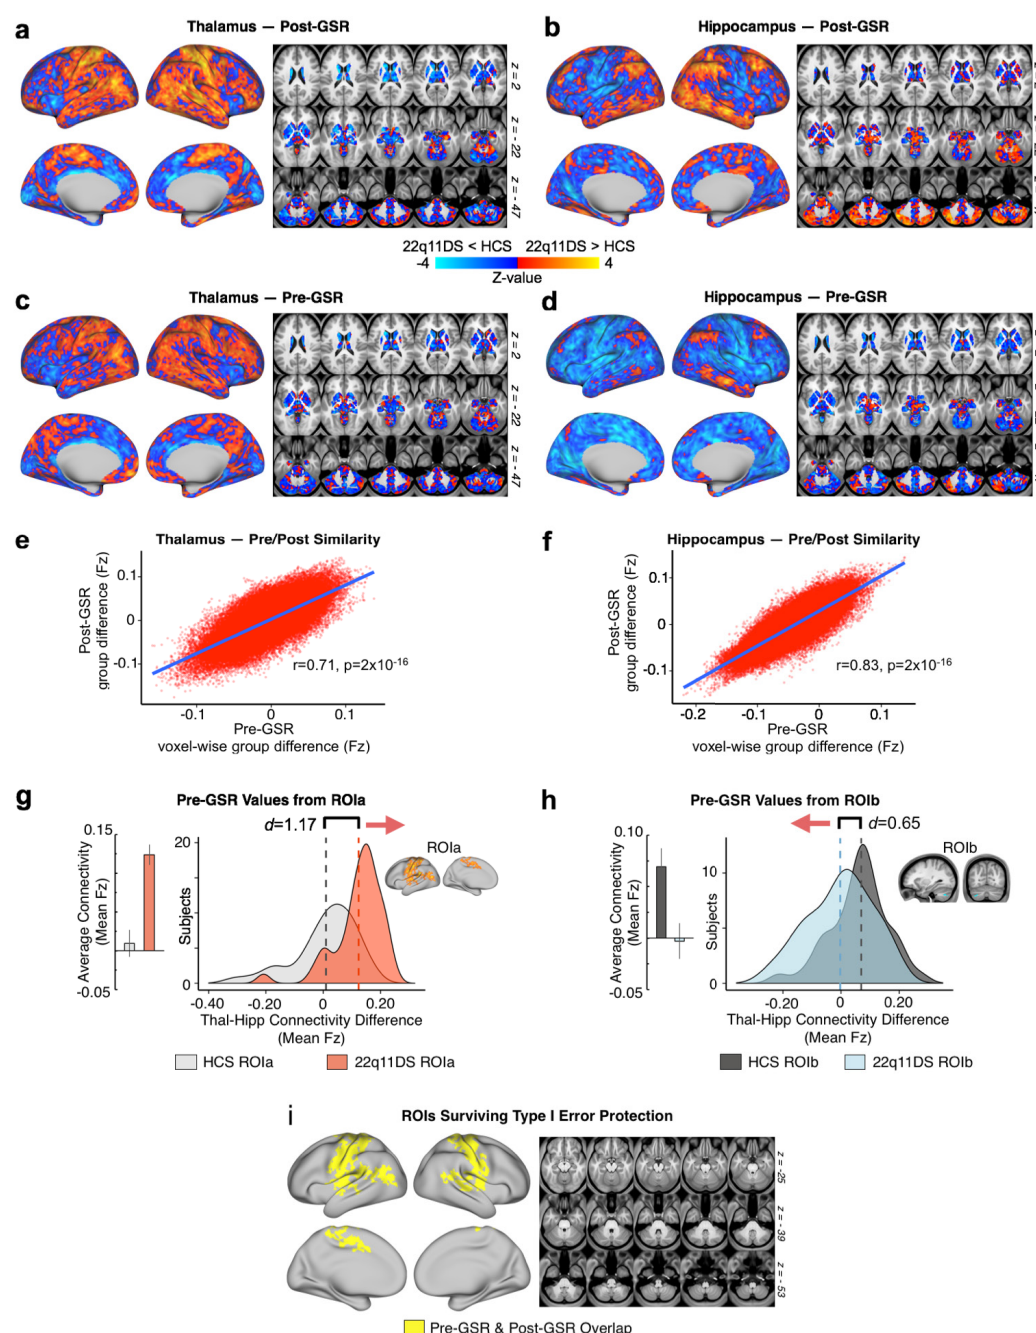 a
Thalamus — Post-GSR
z = 2
z = - 22
z = - 47
b
Hippocampus — Post-GSR
22q11DS < HCS 22q11DS > HCS
-4
4
Z-value
c
Thalamus — Pre-GSR
z = 2
z = - 22
z = -47
d
Hippocampus — Pre-GSR
e
Thalamus — Pre/Post Similarity
Post-GSR
group difference (Fz)
0.1
0
-0.1
r=0.71, p=2x10-16
-0.1
0
0.1
Pre-GSR
voxel-wise group difference (Fz)
f
Hippocampus — Pre/Post Similarity
Post-GSR
group difference (Fz)
0.1
0
-0.1
r=0.83, p=2x10-16
-0.2
-0.1
0
0.1
Pre-GSR
voxel-wise group difference (Fz)
g
Pre-GSR Values from ROIa
0.15
-0.05
Average Connectivity
(Mean Fz)
d=1.17
ROIa
20
5
0
Subjects
-0.40
-0.20
0
0.20
Thal-Hipp Connectivity Difference
(Mean Fz)
HCS ROIa
22q11DS ROIa
h
Pre-GSR Values from ROIb
0.10
-0.05
Average Connectivity
(Mean Fz)
d=0.65
ROIb
10
0
Subjects
-0.20
0
0.20
Thal-Hipp Connectivity Difference
(Mean Fz)
HCS ROIb
22q11DS ROIb
i
ROIs Surviving Type I Error Protection
z = -25
z = - 39
z = - 53
Pre-GSR & Post-GSR Overlap